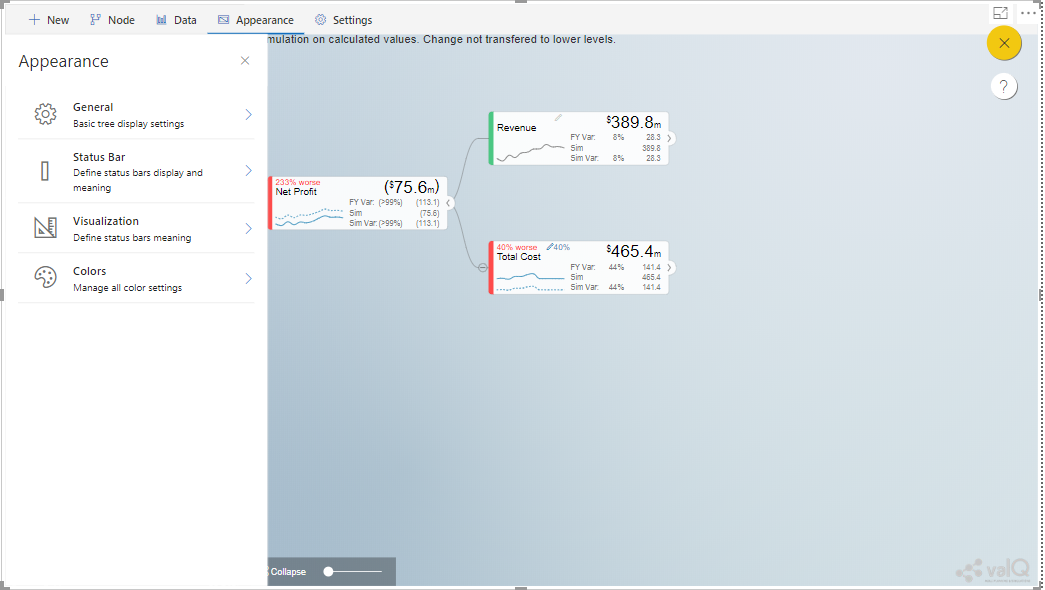 New Node Data Appearance Settings
mulation on calculated values. Change not transfered to lower levels.
Appearance
General
Basic tree display settings
Status Bar
Define status bars display and
meaning
Visualization
Define status bars meaning
Colors
Manage all color settings
233% worse
Net Profit
($75.6m)
FY Var: (>99%) (113.1)
Sim (75.6)
Sim Var: (>99%) (113.1)
Revenue
$389.8m
FY Var: 8% 28.3
Sim 389.8
Sim Var: 8% 28.3
40% worse 40%
Total Cost
$465.4m
FY Var: 44% 141.4
Sim 465.4
Sim Var: 44% 141.4
?
Collapse
valQ